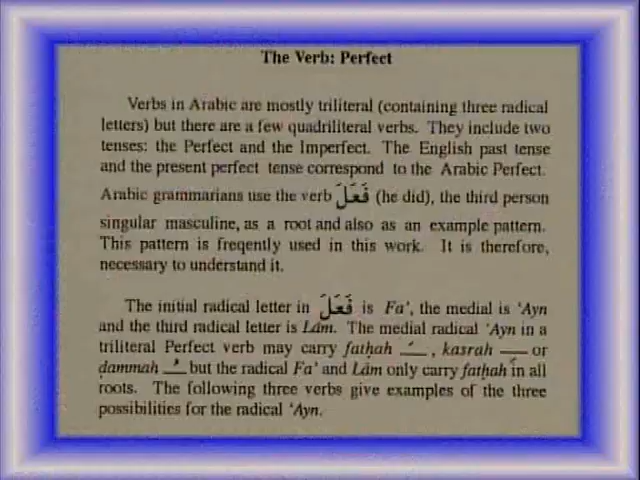 The Verb: Perfect
Verbs in Arabic are mostly triliteral (containing three radical
letters) but there are a few quadriliteral verbs. They include two
tenses: the Perfect and the Imperfect. The English past tense
and the present perfect tense correspond to the Arabic Perfect.
Arabic grammarians use the verb فَعَلَ (he did), the third person
singular masculine, as a root and also as an example pattern.
This pattern is freqently used in this work. It is therefore,
necessary to understand it.
The initial radical letter in فَعَلَ is Fa’, the medial is ‘Ayn
and the third radical letter is Lām. The medial radical ‘Ayn in a
triliteral Perfect verb may carry fatḥah ـَ , kasrah ـِ or
ḍammah ـُ but the radical Fa’ and Lām only carry fatḥah in all
roots. The following three verbs give examples of the three
possibilities for the radical ‘Ayn.